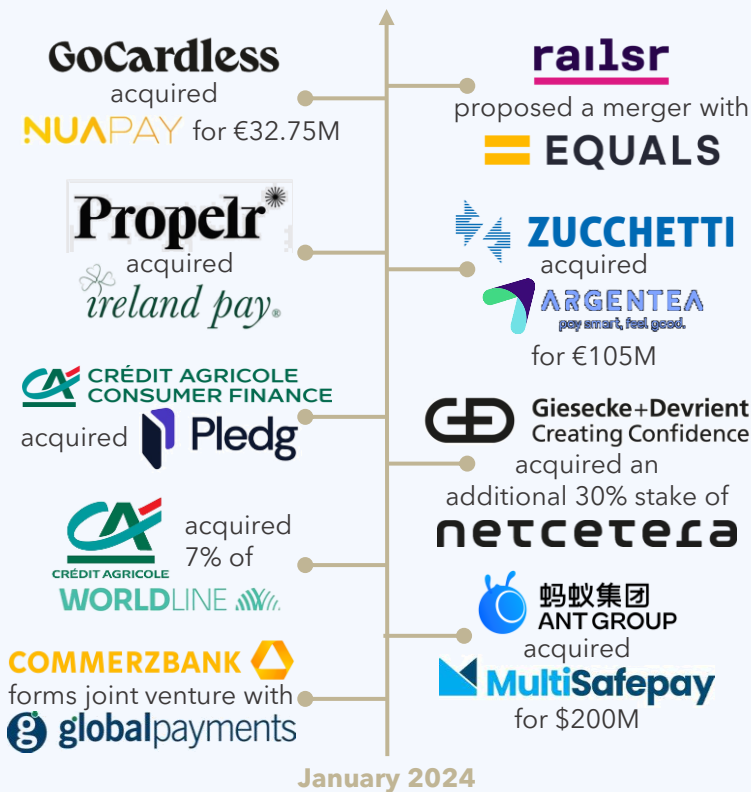 GoCardless
acquired
NUAPAY for €32.75M
railsr
proposed a merger with
EQUALS
Propelr
acquired
ireland pay®
ZUCCHETTI
acquired
ARGENTEA
pay smart, feel good.
for €105M
CA CRÉDIT AGRICOLE
CONSUMER FINANCE
acquired Pledg
G+D Giesecke+Devrient
Creating Confidence
acquired an
additional 30% stake of
netcetera
CA acquired
7% of
CRÉDIT AGRICOLE
WORLDLINE
蚂蚁集团
ANT GROUP
acquired
MultiSafepay
for $200M
COMMERZBANK
forms joint venture with
g globalpayments
January 2024